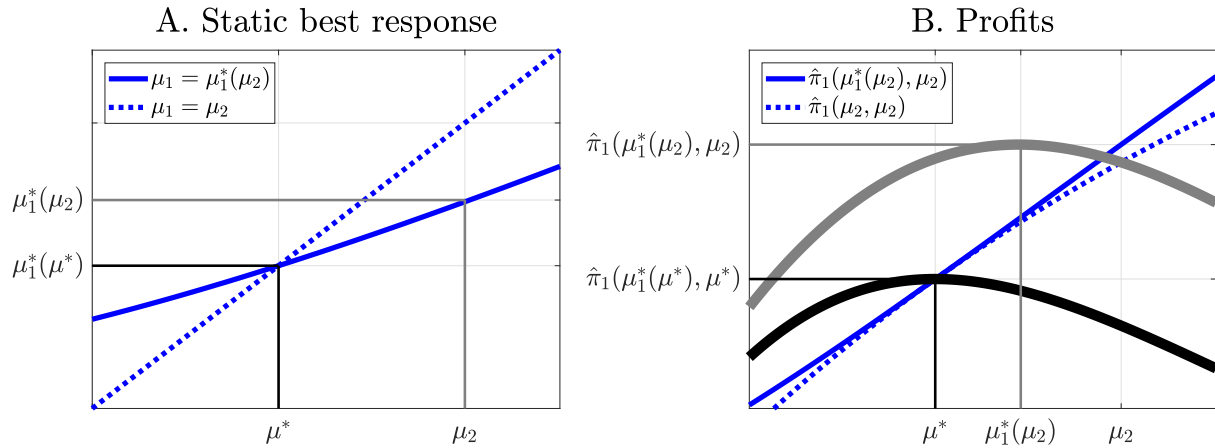 A. Static best response
μ₁ = μ₁*(μ₂)
μ₁ = μ₂
μ₁*(μ₂)
μ₁*(μ*)
μ*
μ₂
B. Profits
π̂₁(μ₁*(μ₂), μ₂)
π̂₁(μ₂, μ₂)
π̂₁(μ₁*(μ₂), μ₂)
π̂₁(μ₁*(μ*), μ*)
μ*
μ₁*(μ₂)
μ₂